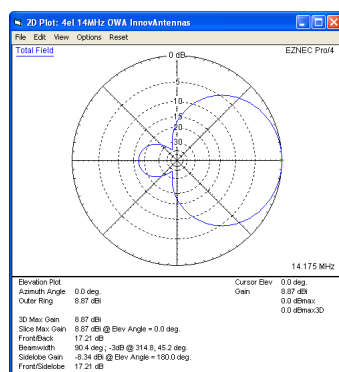 2D Plot: 4el 14MHz OWA InnovAntennas
File Edit View Options Reset
Total Field
EZNEC Pro/4
0 dB
-5
-10
-15
-20
-30
14.175 MHz
Elevation Plot
Azimuth Angle 0.0 deg.
Outer Ring 8.87 dBi
Cursor Elev 0.0 deg.
Gain 8.87 dBi
0.0 dBmax
0.0 dBmax3D
3D Max Gain 8.87 dBi
Slice Max Gain 8.87 dBi @ Elev Angle = 0.0 deg.
Front/Back 17.21 dB
Beamwidth 90.4 deg.; -3dB @ 314.8, 45.2 deg.
Sidelobe Gain -8.34 dBi @ Elev Angle = 180.0 deg.
Front/Sidelobe 17.21 dB